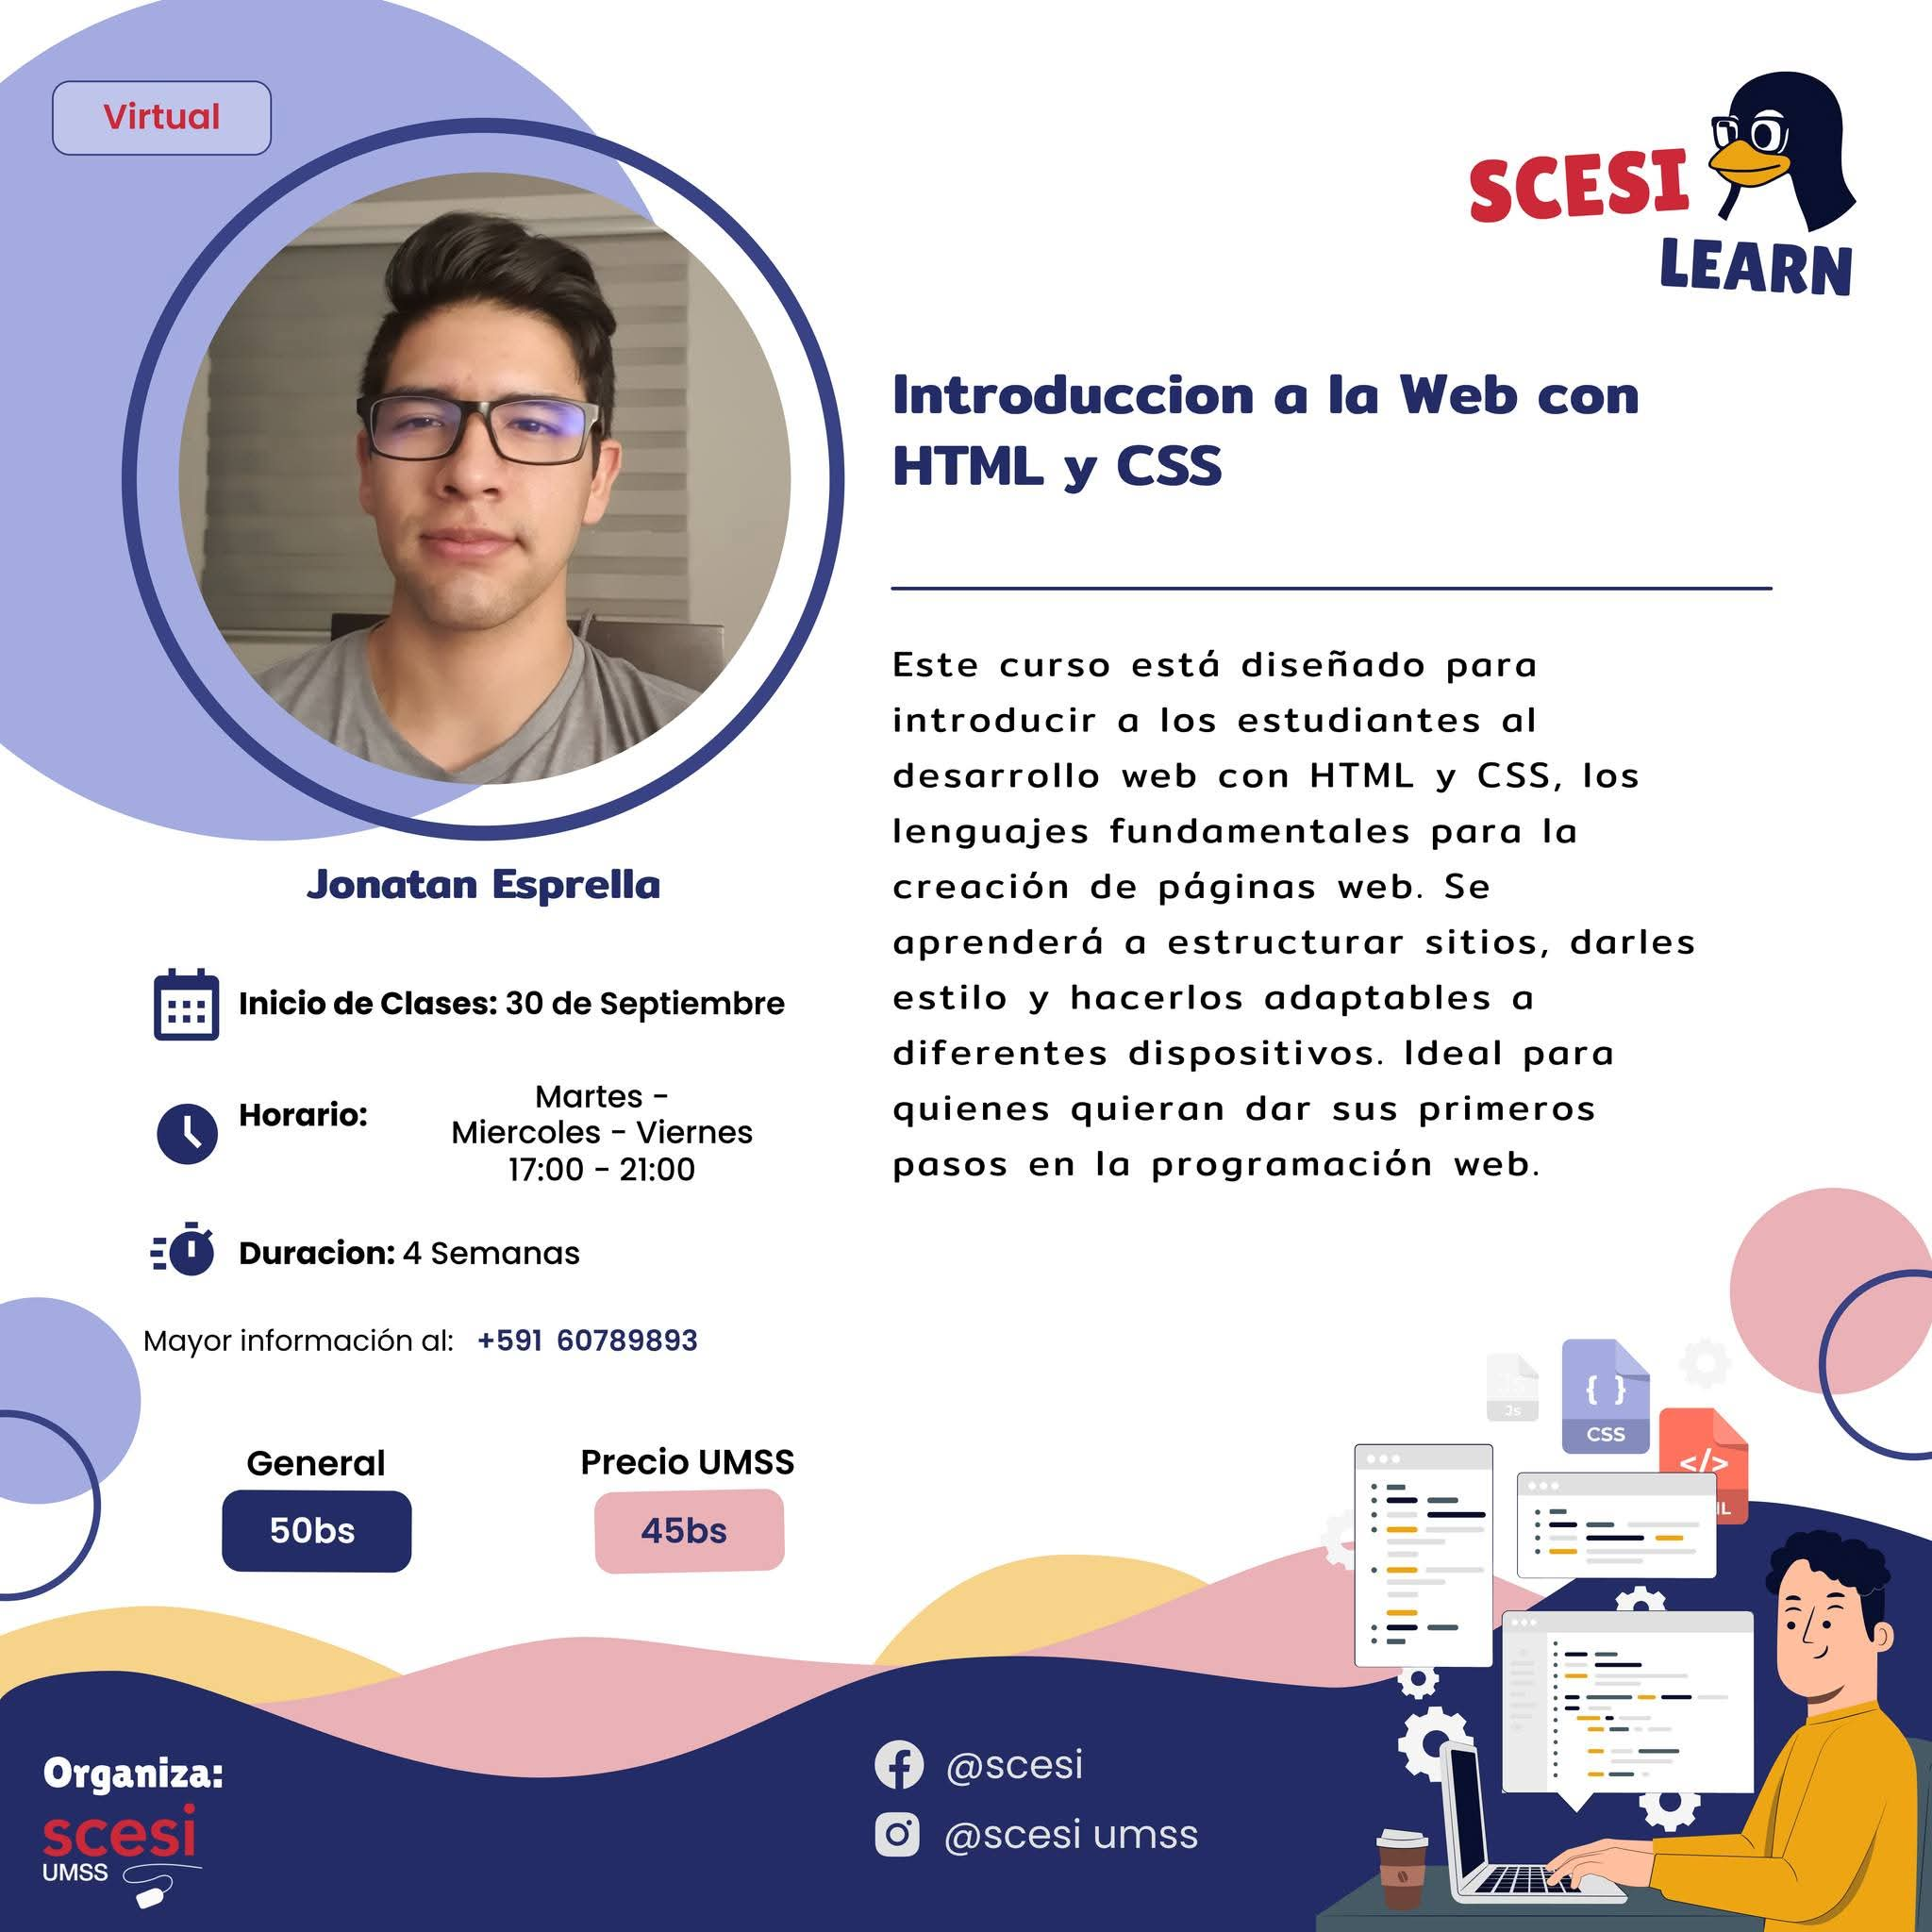 Virtual
SCESI
LEARN
Introduccion a la Web con
HTML y CSS
Este curso está diseñado para
introducir a los estudiantes al
desarrollo web con HTML y CSS, los
lenguajes fundamentales para la
creación de páginas web. Se
aprenderá a estructurar sitios, darles
estilo y hacerlos adaptables a
diferentes dispositivos. Ideal para
quienes quieran dar sus primeros
pasos en la programación web.
Jonatan Esprella
Inicio de Clases: 30 de Septiembre
Horario:
Martes -
Miercoles - Viernes
17:00 - 21:00
Duracion: 4 Semanas
Mayor información al: +591 60789893
General
50bs
Precio UMSS
45bs
JS
Js
{ }
CSS
</>
Organiza:
scesi
UMSS
@scesi
@scesi umss